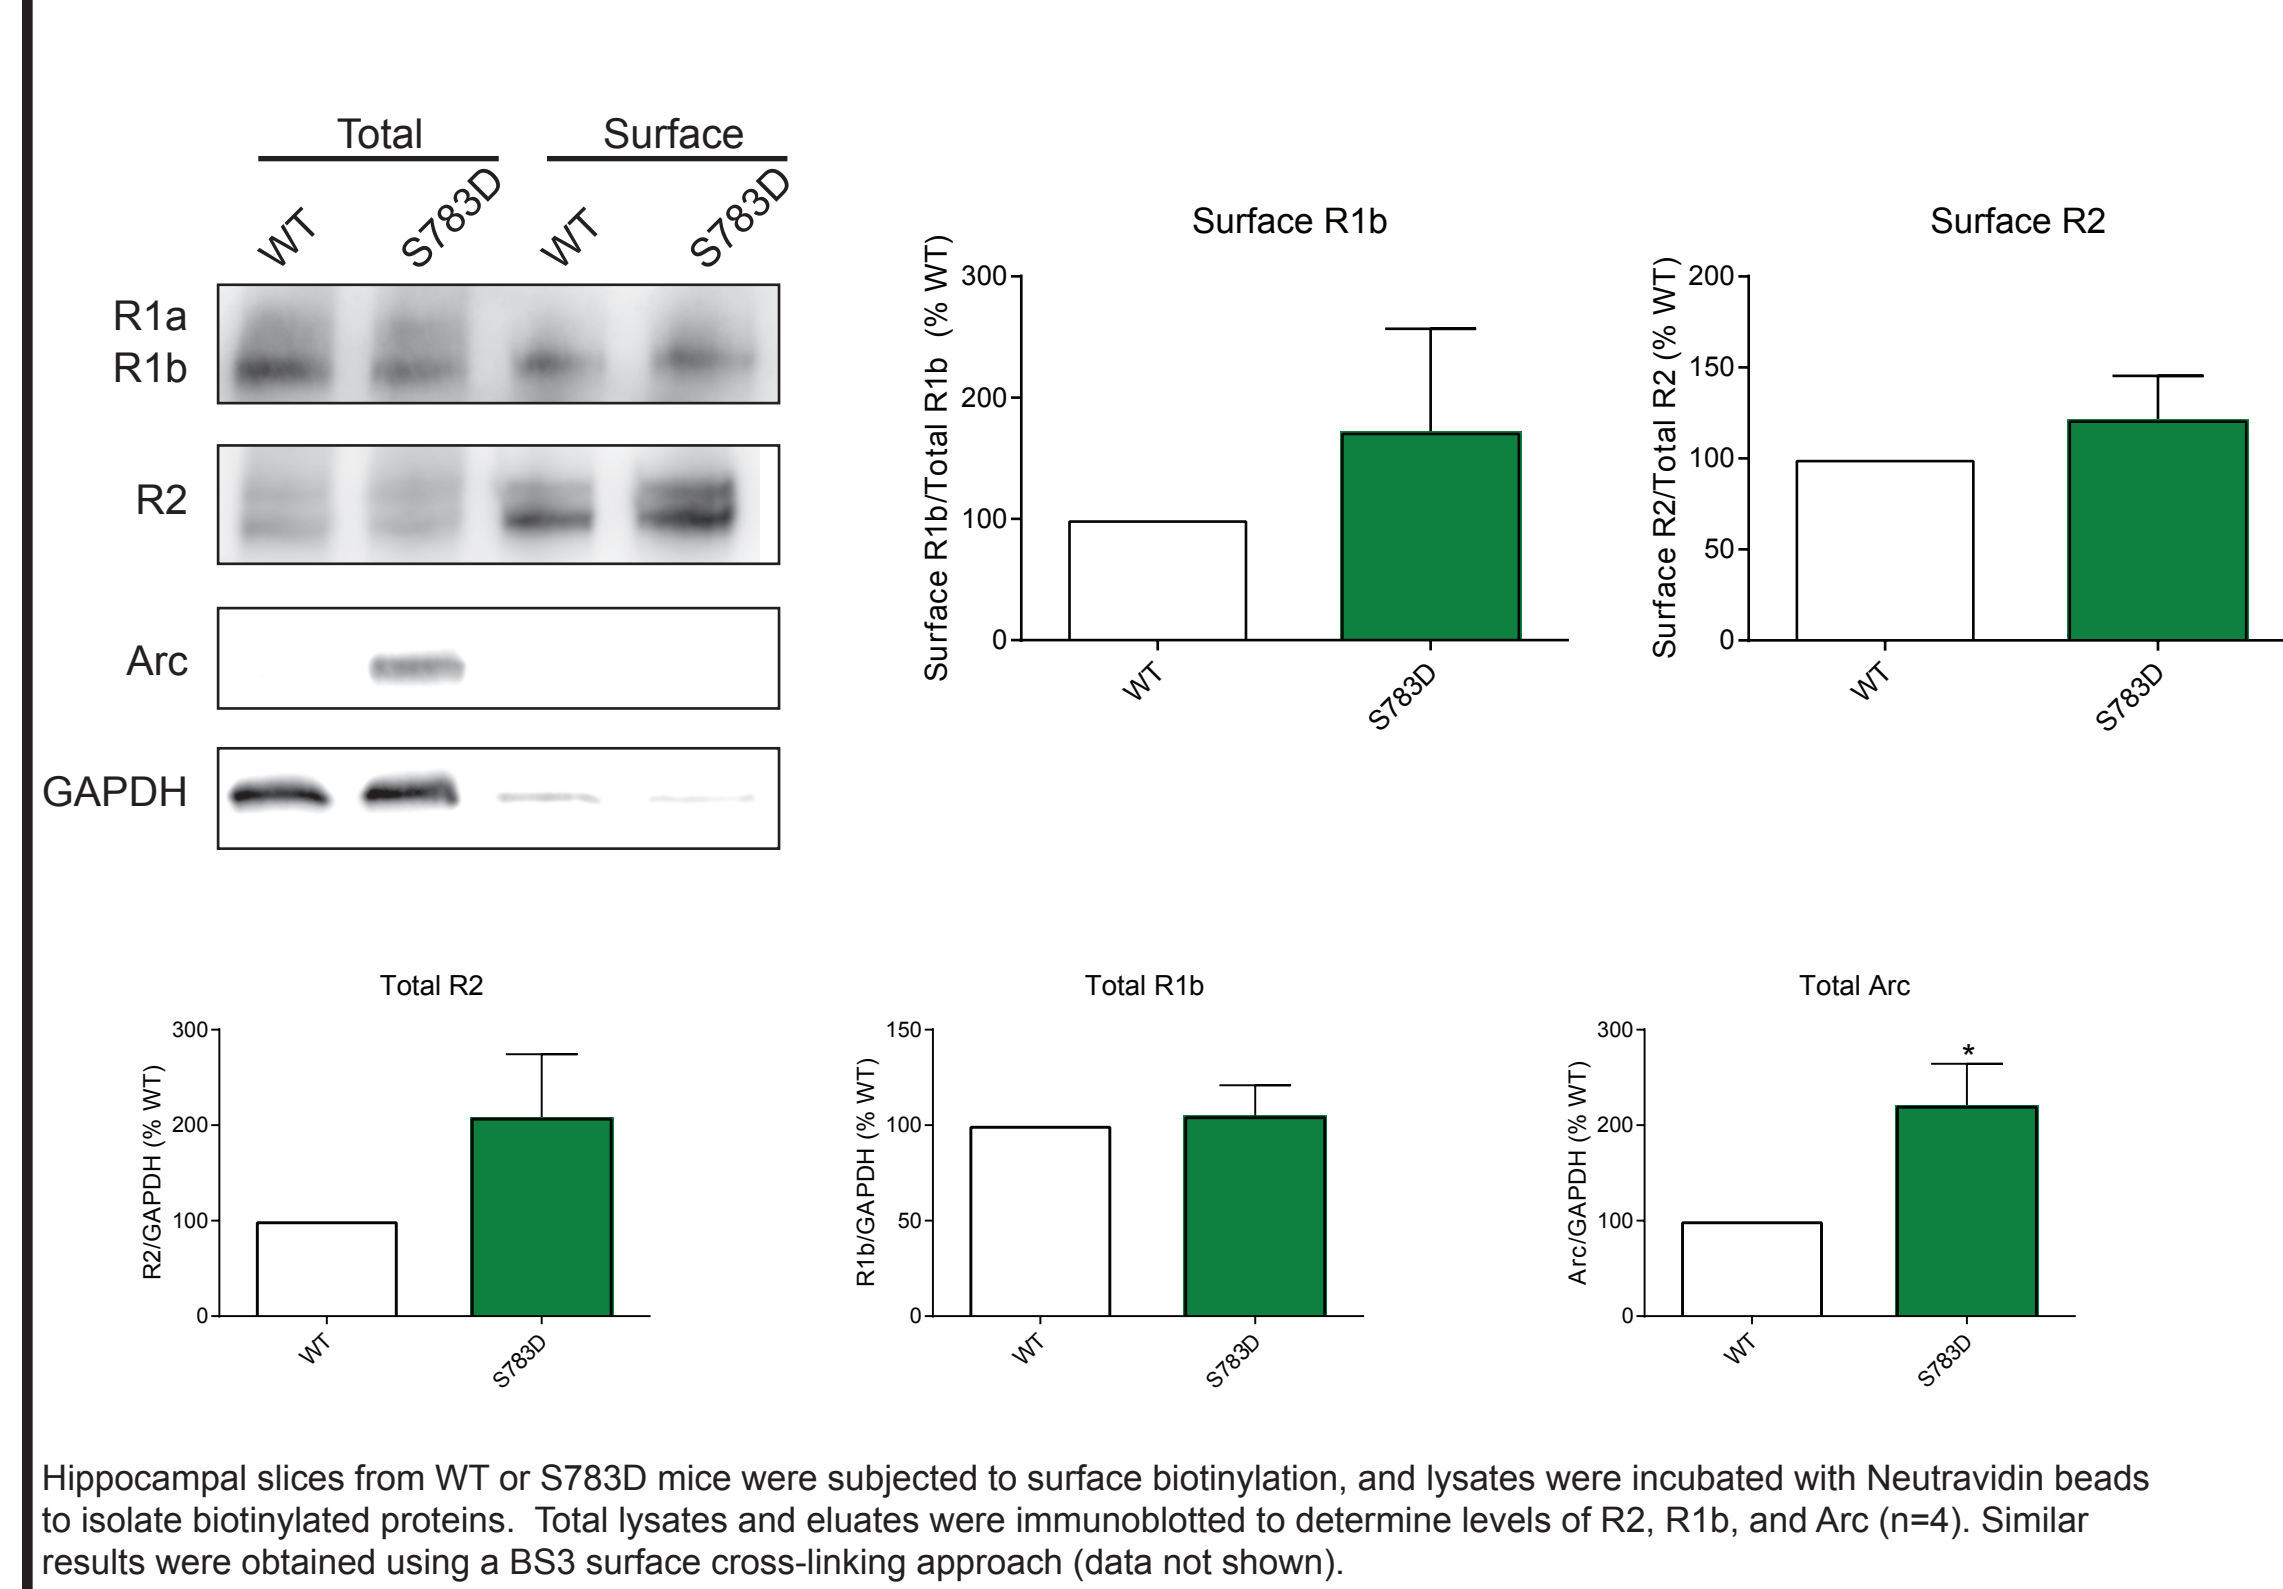 Total Surface
WT S783D WT S783D
R1a
R1b
R2
Arc
GAPDH
Surface R1b
Surface R1b/Total R1b (% WT)
300
200
100
0
WT S783D
Surface R2
Surface R2/Total R2 (% WT)
200
150
100
50
0
WT S783D
Total R2
R2/GAPDH (% WT)
300
200
100
0
WT S783D
Total R1b
R1b/GAPDH (% WT)
150
100
50
0
WT S783D
Total Arc
Arc/GAPDH (% WT)
300
200
100
0
*
WT S783D
Hippocampal slices from WT or S783D mice were subjected to surface biotinylation, and lysates were incubated with Neutravidin beads
to isolate biotinylated proteins.  Total lysates and eluates were immunoblotted to determine levels of R2, R1b, and Arc (n=4). Similar
results were obtained using a BS3 surface cross-linking approach (data not shown).